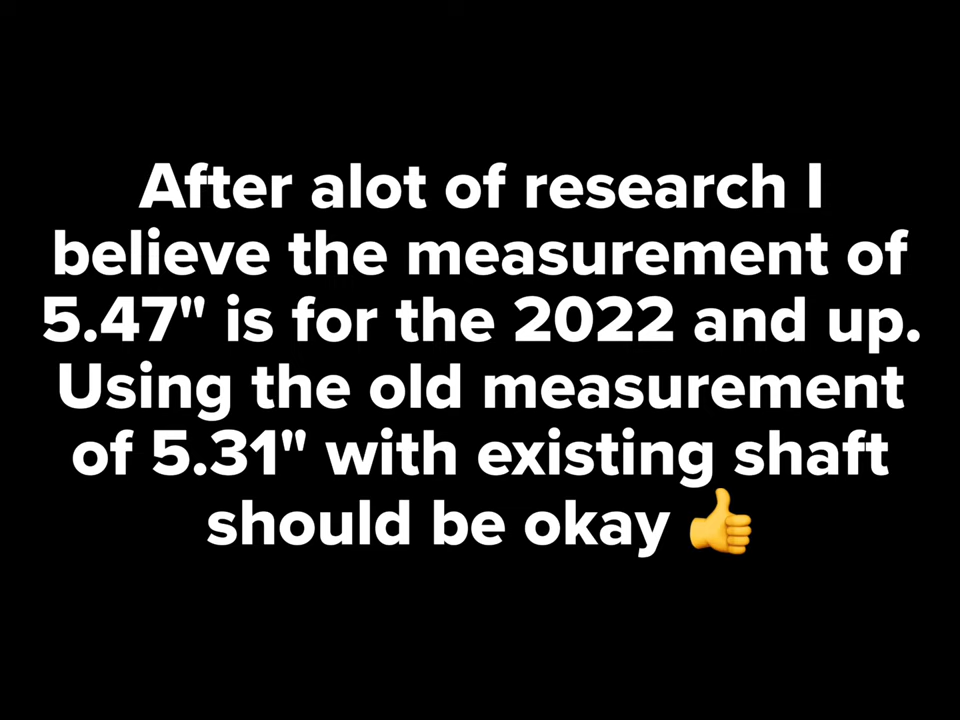 After alot of research I
believe the measurement of
5.47" is for the 2022 and up.
Using the old measurement
of 5.31" with existing shaft
should be okay 👍